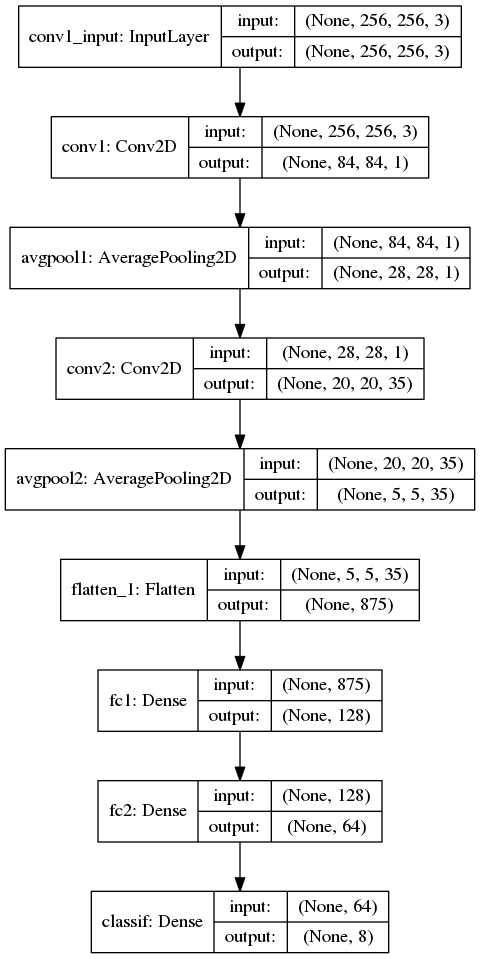 conv1_input: InputLayer
input:
(None, 256, 256, 3)
output:
(None, 256, 256, 3)
conv1: Conv2D
input:
(None, 256, 256, 3)
output:
(None, 84, 84, 1)
avgpool1: AveragePooling2D
input:
(None, 84, 84, 1)
output:
(None, 28, 28, 1)
conv2: Conv2D
input:
(None, 28, 28, 1)
output:
(None, 20, 20, 35)
avgpool2: AveragePooling2D
input:
(None, 20, 20, 35)
output:
(None, 5, 5, 35)
flatten_1: Flatten
input:
(None, 5, 5, 35)
output:
(None, 875)
fc1: Dense
input:
(None, 875)
output:
(None, 128)
fc2: Dense
input:
(None, 128)
output:
(None, 64)
classif: Dense
input:
(None, 64)
output:
(None, 8)